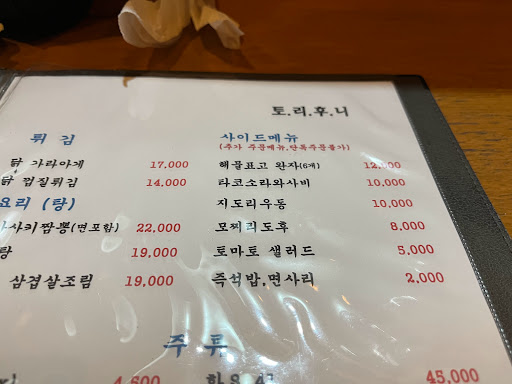 토.리.후.니
튀 김
닭 가라아게 17,000
닭 껍질튀김 14,000
요리 (탕)
사키짬뽕(면포함) 22,000
탕 19,000
삼겹살조림 19,000
사이드메뉴
(추가 주문메뉴,단독주문불가)
해물표고 완자(6개) 12,000
타코소라와사비 10,000
지도리우동 10,000
모찌리도후 8,000
토마토 샐러드 5,000
즉석밥,면사리 2,000
주 류
4,600
45,000